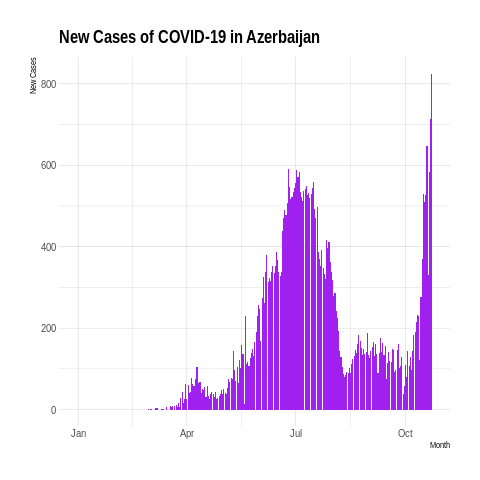 New Cases of COVID-19 in Azerbaijan
New Cases
800
600
400
200
0
Jan Apr Jul Oct
Month